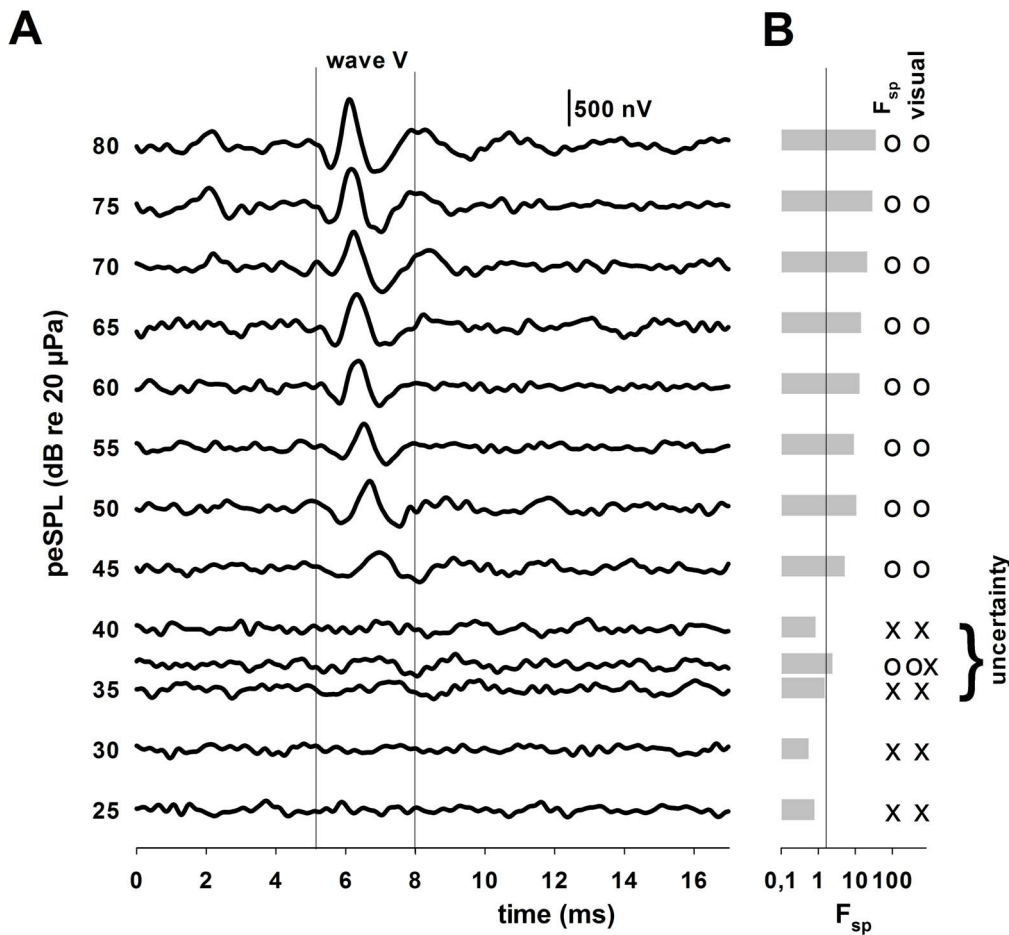 A
B
wave V
500 nV
F_sp
visual
peSPL (dB re 20 µPa)
80
O O
75
O O
70
O O
65
O O
60
O O
55
O O
50
O O
45
O O
40
X X
O OX
35
X X
30
X X
25
X X
} uncertainty
0 2 4 6 8 10 12 14 16
time (ms)
0,1 1 10 100
F_sp